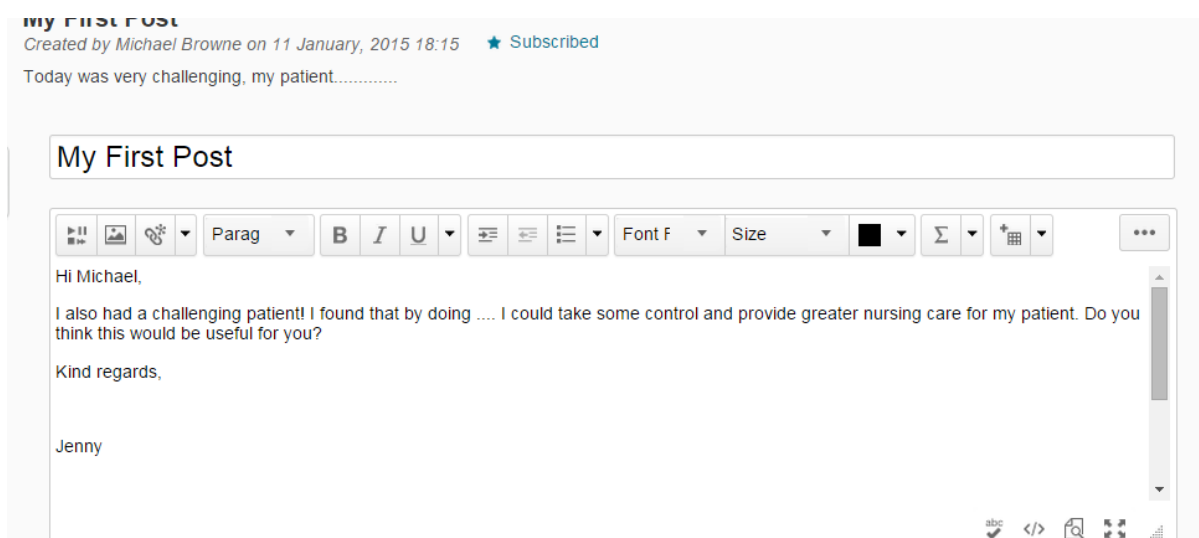 My First Post
Created by Michael Browne on 11 January, 2015 18:15 ★ Subscribed
Today was very challenging, my patient.............
My First Post
Parag B I U Font F Size Σ
Hi Michael,
I also had a challenging patient! I found that by doing .... I could take some control and provide greater nursing care for my patient. Do you
think this would be useful for you?
Kind regards,
Jenny
abc </>